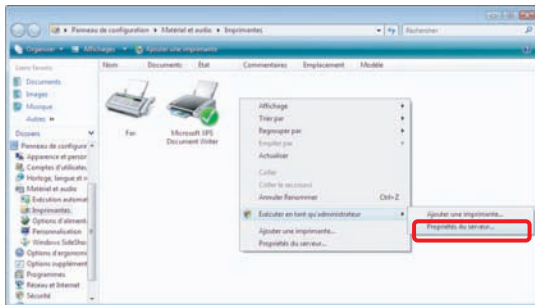 Panneau de configuration ▸ Matériel et audio ▸ Imprimantes
Rechercher
Organiser Affichages Ajouter une imprimante
Liens favoris
Documents
Images
Musique
Autres
Dossiers
Panneau de configura
Apparence et person
Comptes d'utilisateu
Horloge, langue et r
Matériel et audio
Exécution automat
Imprimantes
Options d'aliment
Personnalisation
Windows SideSho
Options d'ergonomi
Options supplément
Programmes
Réseau et Internet
Sécurité
Nom Documents État Commentaires Emplacement Modèle
Fax
Microsoft XPS
Document Writer
Affichage
Trier par
Regrouper par
Empiler par
Actualiser
Coller
Coller le raccourci
Annuler Renommer Ctrl+Z
Exécuter en tant qu'administrateur
Ajouter une imprimante...
Propriétés du serveur...
Ajouter une imprimante...
Propriétés du serveur...